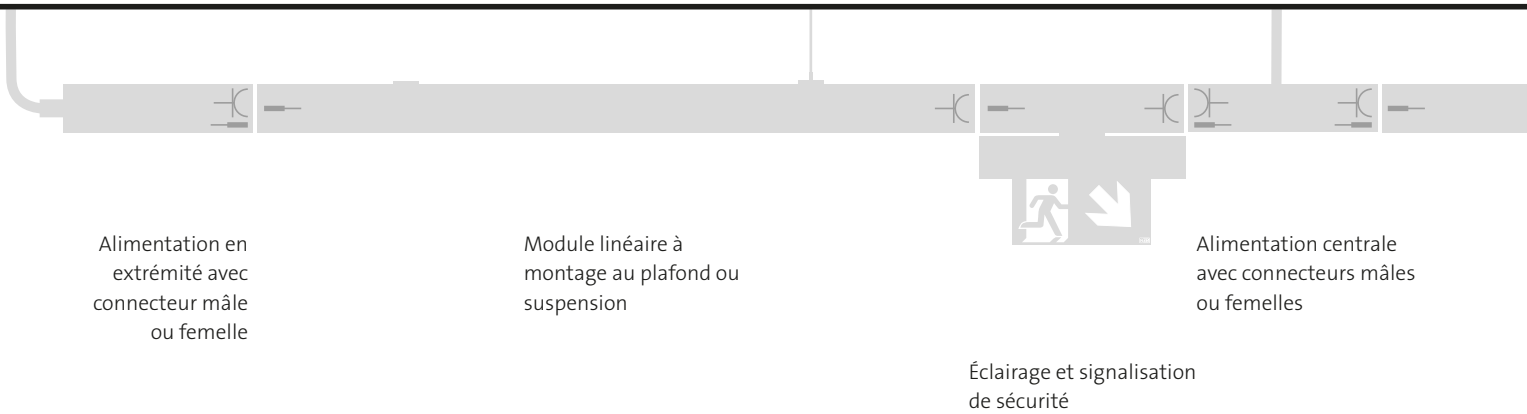 Alimentation en
extrémité avec
connecteur mâle
ou femelle
Module linéaire à
montage au plafond ou
suspension
Éclairage et signalisation
de sécurité
Alimentation centrale
avec connecteurs mâles
ou femelles